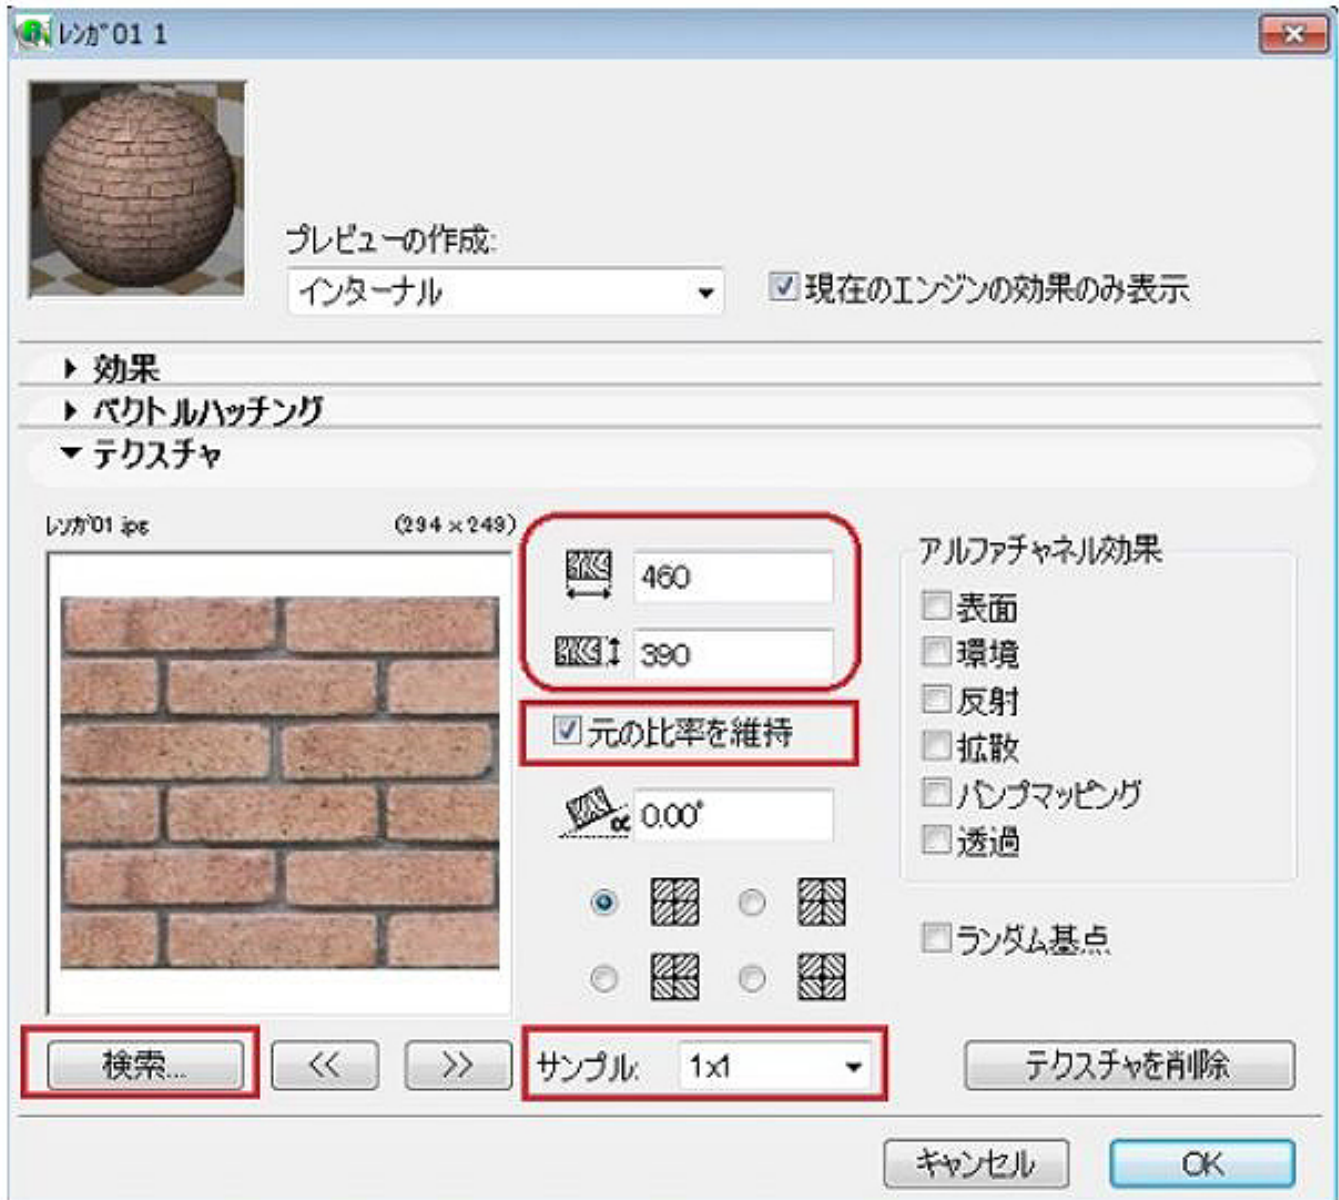 レンガ01 1
プレビューの作成:
インターナル
現在のエンジンの効果のみ表示
効果
ベクトルハッチング
テクスチャ
レンガ01.jpg (294 x 249)
460
390
元の比率を維持
α 0.00°
アルファチャネル効果
表面
環境
反射
拡散
バンプマッピング
透過
ランダム基点
検索...
<<
>>
サンプル: 1x1
テクスチャを削除
キャンセル
OK